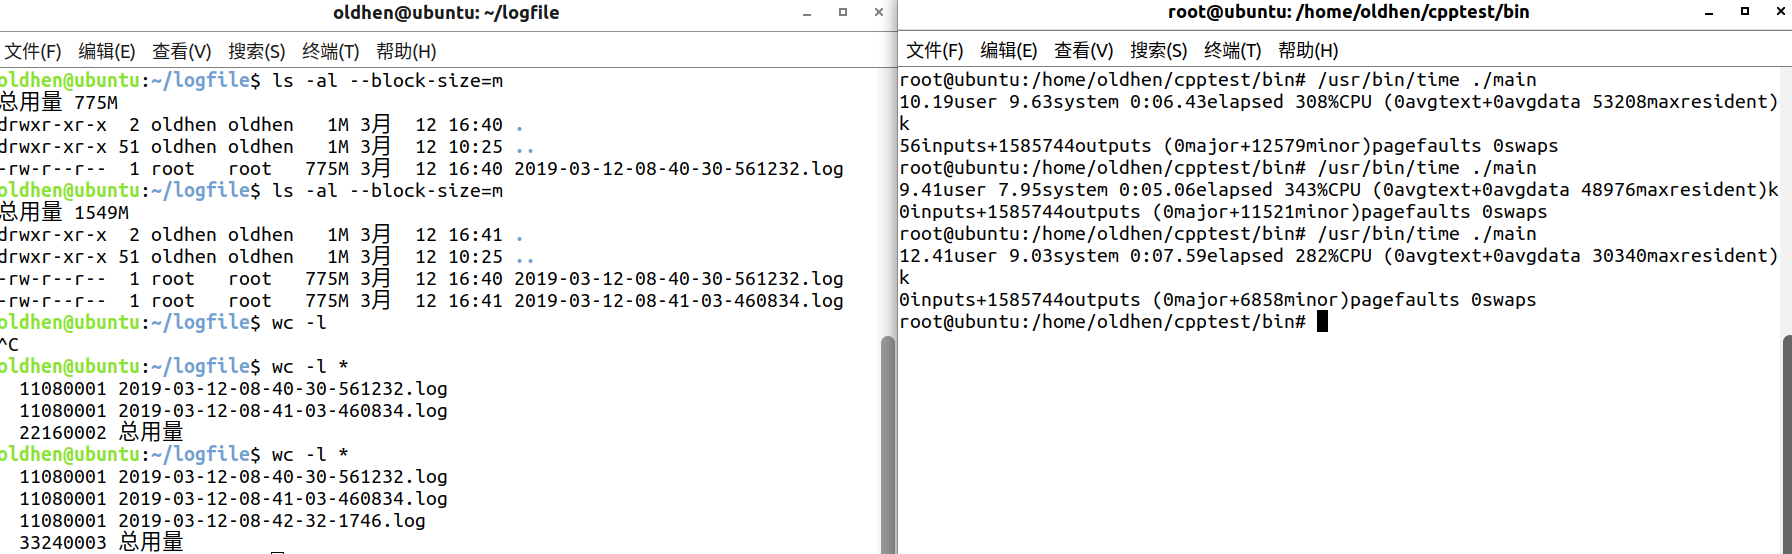 oldhen@ubuntu: ~/logfile
文件(F) 编辑(E) 查看(V) 搜索(S) 终端(T) 帮助(H)
oldhen@ubuntu:~/logfile$ ls -al --block-size=m
总用量 775M
drwxr-xr-x  2 oldhen oldhen   1M 3月  12 16:40 .
drwxr-xr-x 51 oldhen oldhen   1M 3月  12 10:25 ..
-rw-r--r--  1 root   root   775M 3月  12 16:40 2019-03-12-08-40-30-561232.log
oldhen@ubuntu:~/logfile$ ls -al --block-size=m
总用量 1549M
drwxr-xr-x  2 oldhen oldhen   1M 3月  12 16:41 .
drwxr-xr-x 51 oldhen oldhen   1M 3月  12 10:25 ..
-rw-r--r--  1 root   root   775M 3月  12 16:40 2019-03-12-08-40-30-561232.log
-rw-r--r--  1 root   root   775M 3月  12 16:41 2019-03-12-08-41-03-460834.log
oldhen@ubuntu:~/logfile$ wc -l
^C
oldhen@ubuntu:~/logfile$ wc -l *
11080001 2019-03-12-08-40-30-561232.log
11080001 2019-03-12-08-41-03-460834.log
22160002 总用量
oldhen@ubuntu:~/logfile$ wc -l *
11080001 2019-03-12-08-40-30-561232.log
11080001 2019-03-12-08-41-03-460834.log
11080001 2019-03-12-08-42-32-1746.log
33240003 总用量
root@ubuntu: /home/oldhen/cpptest/bin
文件(F) 编辑(E) 查看(V) 搜索(S) 终端(T) 帮助(H)
root@ubuntu:/home/oldhen/cpptest/bin# /usr/bin/time ./main
10.19user 9.63system 0:06.43elapsed 308%CPU (0avgtext+0avgdata 53208maxresident)
k
56inputs+1585744outputs (0major+12579minor)pagefaults 0swaps
root@ubuntu:/home/oldhen/cpptest/bin# /usr/bin/time ./main
9.41user 7.95system 0:05.06elapsed 343%CPU (0avgtext+0avgdata 48976maxresident)k
0inputs+1585744outputs (0major+11521minor)pagefaults 0swaps
root@ubuntu:/home/oldhen/cpptest/bin# /usr/bin/time ./main
12.41user 9.03system 0:07.59elapsed 282%CPU (0avgtext+0avgdata 30340maxresident)
k
0inputs+1585744outputs (0major+6858minor)pagefaults 0swaps
root@ubuntu:/home/oldhen/cpptest/bin#